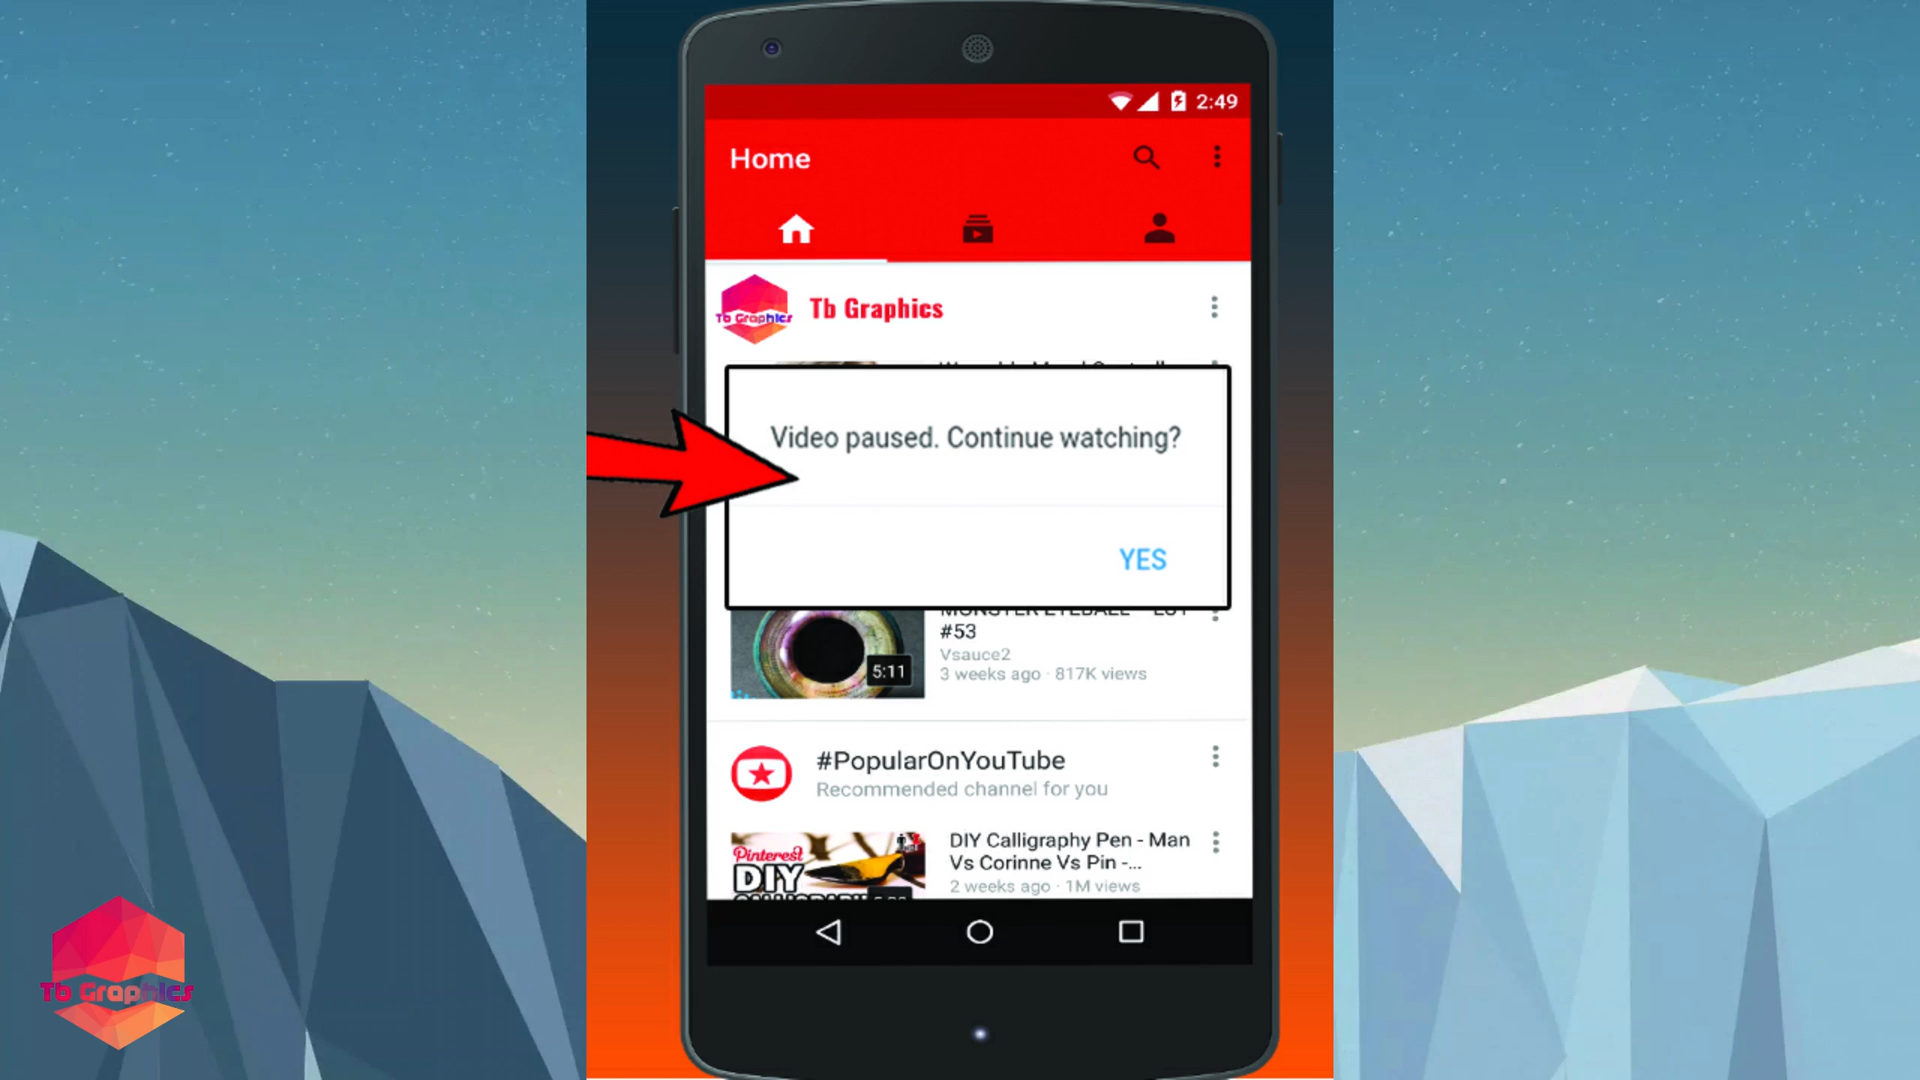 2:49
Home
Tb Graphics
Tb Graphics
Video paused. Continue watching?
YES
#53
Vsauce2
5:11
3 weeks ago · 817K views
#PopularOnYouTube
Recommended channel for you
Pinterest
DIY
DIY Calligraphy Pen - Man
Vs Corinne Vs Pin -...
2 weeks ago · 1M views
Tb Graphics